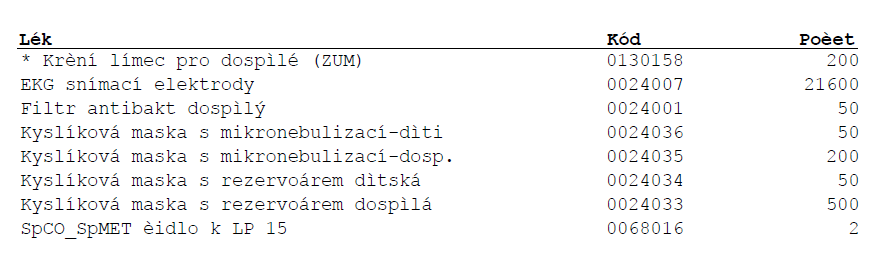 Lék Kód Poèet
* Krèní límec pro dospìlé (ZUM) 0130158 200
EKG snímací elektrody 0024007 21600
Filtr antibakt dospìlý 0024001 50
Kyslíková maska s mikronebulizací-dìti 0024036 50
Kyslíková maska s mikronebulizací-dosp. 0024035 200
Kyslíková maska s rezervoárem dìtská 0024034 50
Kyslíková maska s rezervoárem dospìlá 0024033 500
SpCO_SpMET èidlo k LP 15 0068016 2